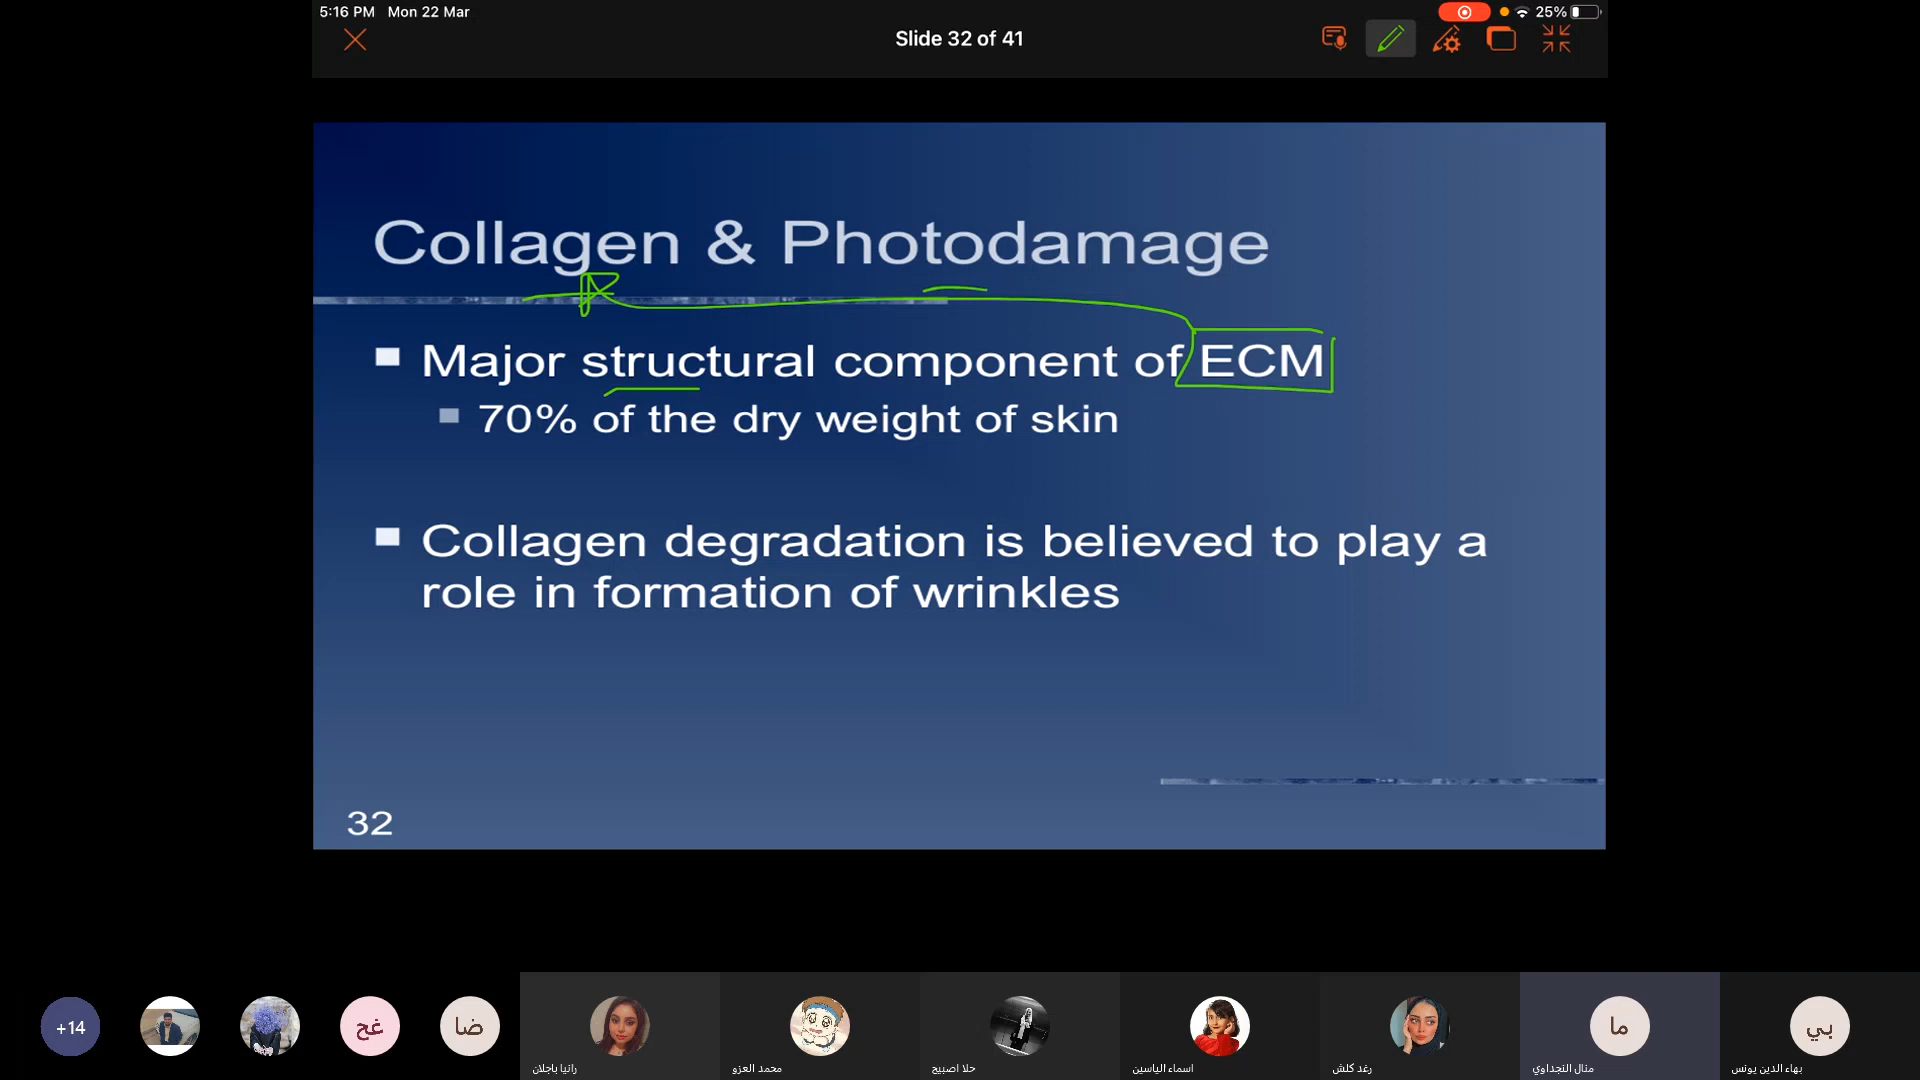 5:16 PM Mon 22 Mar
25%
Slide 32 of 41
Collagen & Photodamage
Major structural component of ECM
70% of the dry weight of skin
Collagen degradation is believed to play a
role in formation of wrinkles
32
+14
غح
ضا
ما
بي
رانيا باجلان
محمد العزو
حلا اصبيح
اسماء الياسين
رغد كلش
منال النجداوي
بهاء الدين يونس